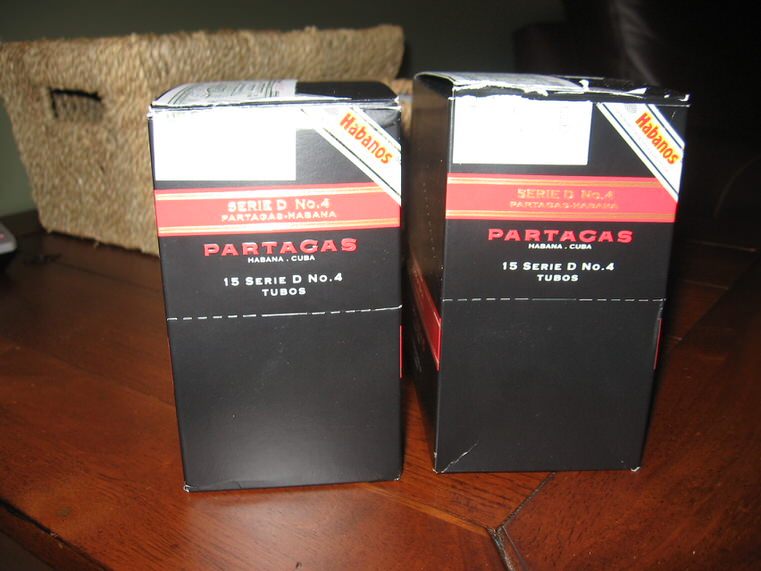 Habanos
SERIE D No.4
PARTAGAS-HABANA
PARTAGAS
HABANA . CUBA
15 SERIE D No.4
TUBOS
Habanos
SERIE D No.4
PARTAGAS-HABANA
PARTAGAS
HABANA . CUBA
15 SERIE D No.4
TUBOS